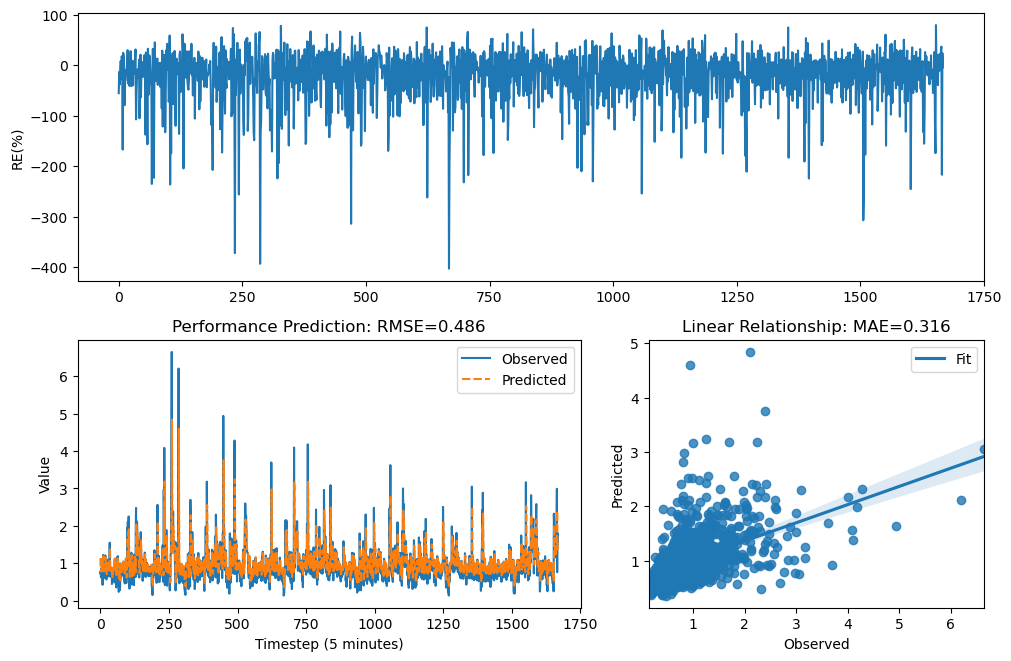 100
0
−100
−200
−300
−400
RE(%)
0 250 500 750 1000 1250 1500 1750
Performance Prediction: RMSE=0.486
Observed
Predicted
6
5
4
3
2
1
0
Value
0 250 500 750 1000 1250 1500 1750
Timestep (5 minutes)
Linear Relationship: MAE=0.316
Fit
5
4
3
2
1
Predicted
1 2 3 4 5 6
Observed